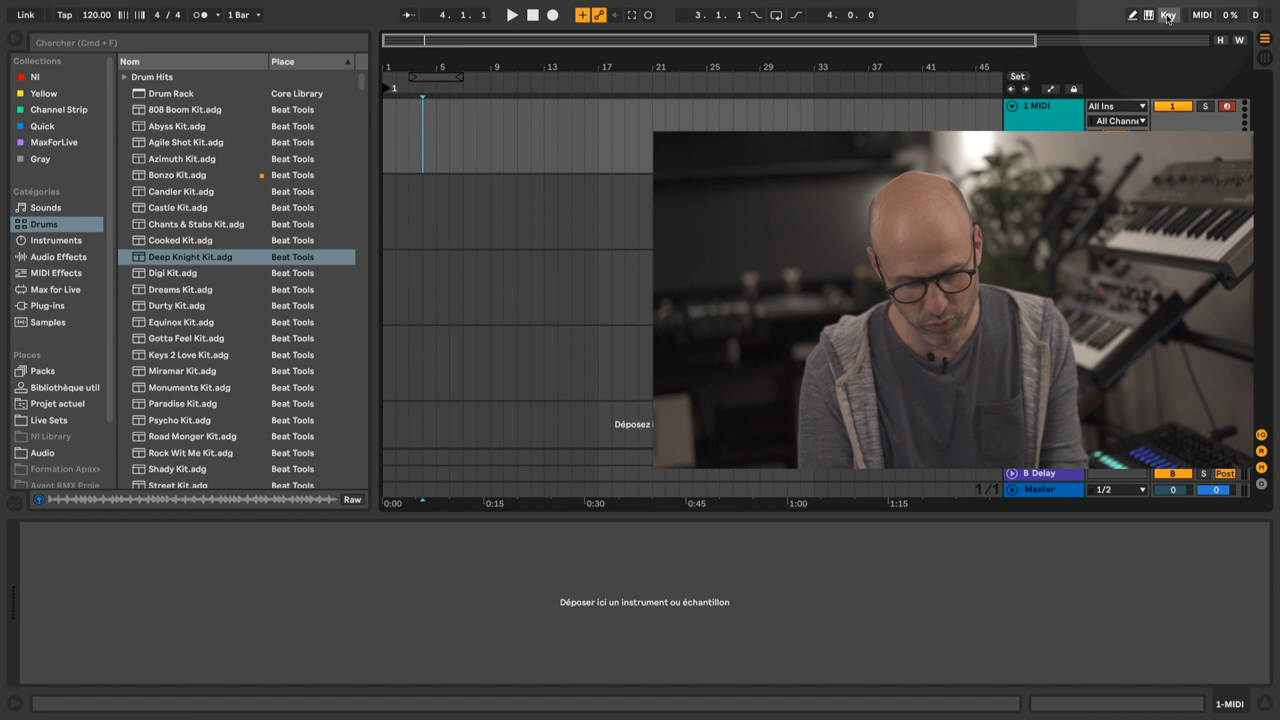 Link Tap 120.00 4 / 4 1 Bar 4. 1. 1 3. 1. 1 4. 0. 0 Key MIDI 0 % D
Chercher (Cmd + F)
H W
Collections
NI
Yellow
Channel Strip
Quick
MaxForLive
Gray
Catégories
Sounds
Drums
Instruments
Audio Effects
MIDI Effects
Max for Live
Plug-ins
Samples
Places
Packs
Bibliothèque util
Projet actuel
Live Sets
NI Library
Audio
Formation Apax
Avant RMX Proje
Nom Place
Drum Hits
Drum Rack Core Library
808 Boom Kit.adg Beat Tools
Abyss Kit.adg Beat Tools
Agile Shot Kit.adg Beat Tools
Azimuth Kit.adg Beat Tools
Bonzo Kit.adg Beat Tools
Candler Kit.adg Beat Tools
Castle Kit.adg Beat Tools
Chants & Stabs Kit.adg Beat Tools
Cooked Kit.adg Beat Tools
Deep Knight Kit.adg Beat Tools
Digi Kit.adg Beat Tools
Dreams Kit.adg Beat Tools
Durty Kit.adg Beat Tools
Equinox Kit.adg Beat Tools
Gotta Feel Kit.adg Beat Tools
Keys 2 Love Kit.adg Beat Tools
Miramar Kit.adg Beat Tools
Monuments Kit.adg Beat Tools
Paradise Kit.adg Beat Tools
Psycho Kit.adg Beat Tools
Road Monger Kit.adg Beat Tools
Rock Wit Me Kit.adg Beat Tools
Shady Kit.adg Beat Tools
Street Kit.adg Beat Tools
Raw
1 5 9 13 17 21 25 29 33 37 41 45
Set
1
1 MIDI All Ins 1 S
All Channe
Déposez i
B Delay B S Post
1/1 Master 1/2 0 0
0:00 0:15 0:30 0:45 1:00 1:15
IO
R
M
D
Déposer ici un instrument ou échantillon
1-MIDI